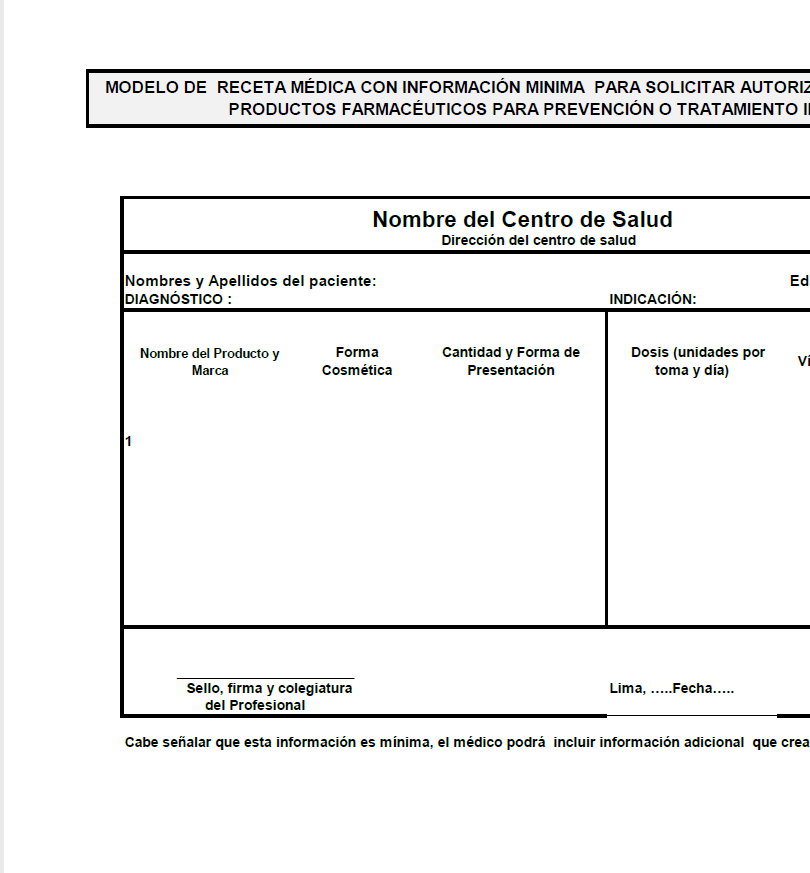 MODELO DE RECETA MÉDICA CON INFORMACIÓN MINIMA PARA SOLICITAR
PRODUCTOS FARMACÉUTICOS PARA PREVENCIÓN O TRATAMIENTO
Nombre del Centro de Salud
Dirección del centro de salud
Nombres y Apellidos del paciente:
DIAGNÓSTICO :
INDICACIÓN:
Nombre del Producto y
Marca
Forma
Cosmética
Cantidad y Forma de
Presentación
Dosis (unidades por
toma y día)
1
Sello, firma y colegiatura
del Profesional
Lima, …..Fecha…..
Cabe señalar que esta información es mínima, el médico podrá incluir información adicional que crea